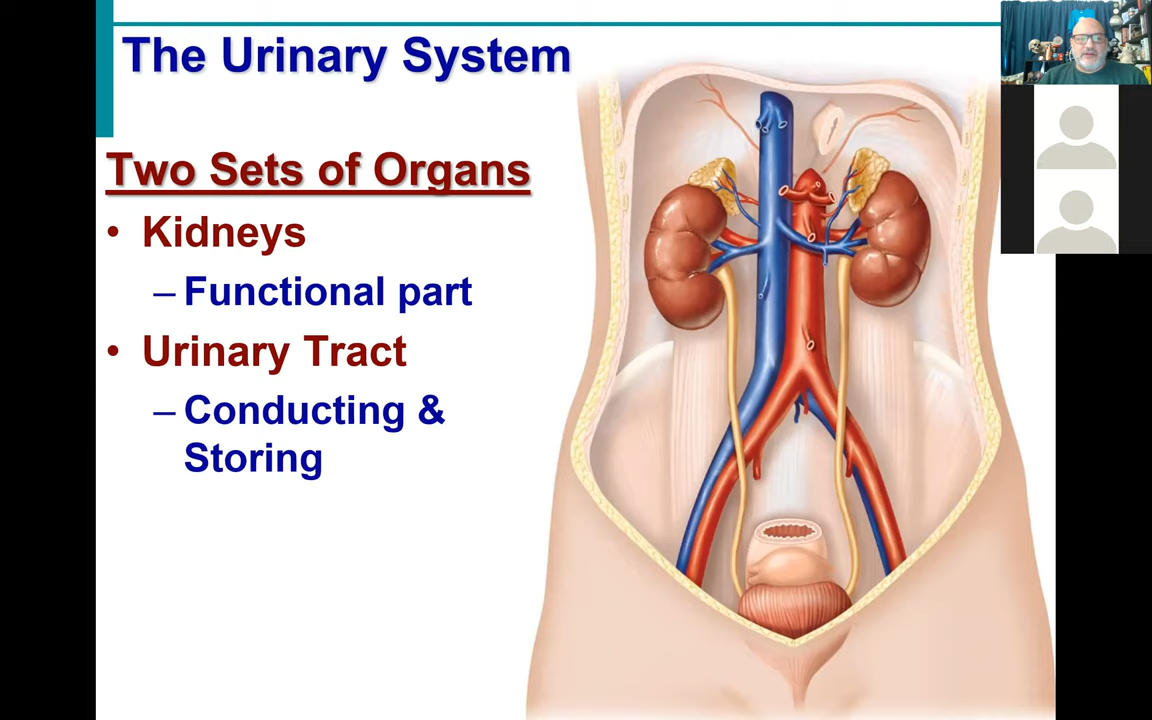 The Urinary System
Two Sets of Organs
• Kidneys
– Functional part
• Urinary Tract
– Conducting &
Storing